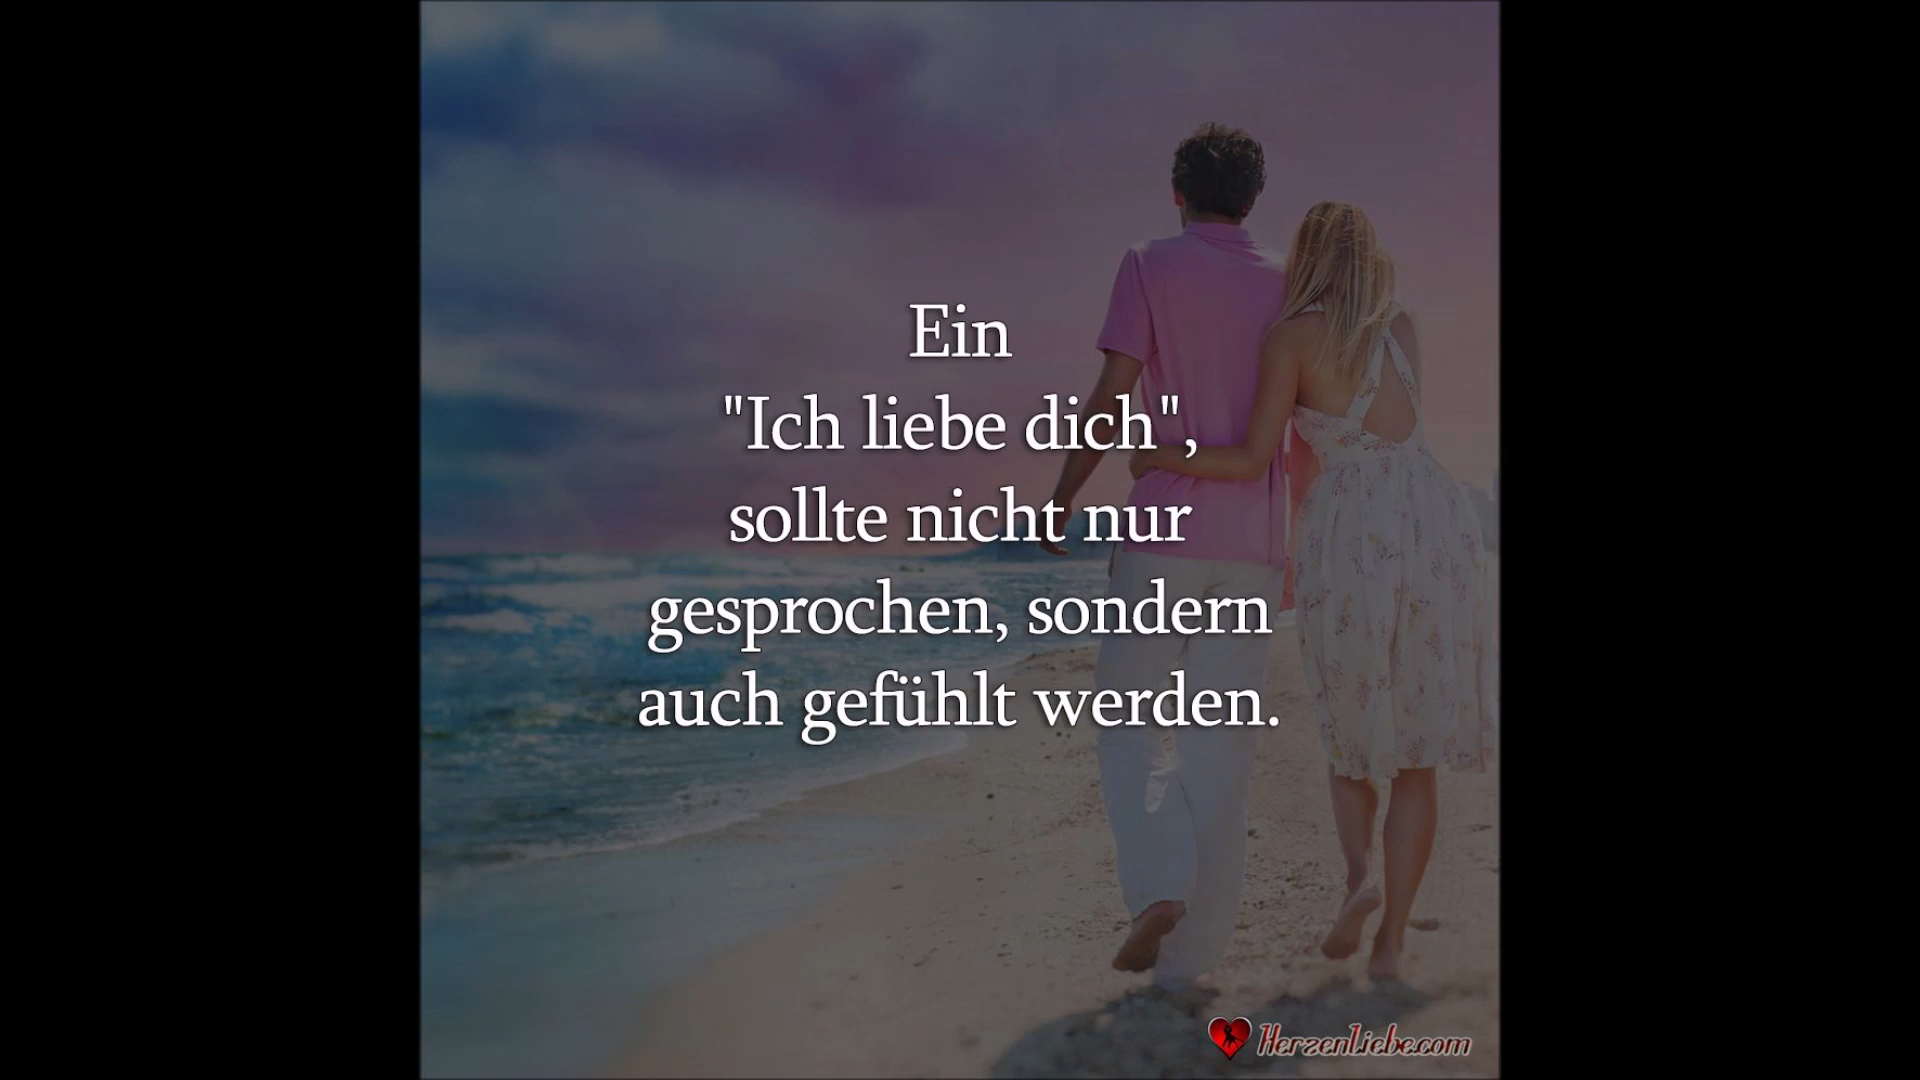 Ein
"Ich liebe dich",
sollte nicht nur
gesprochen, sondern
auch gefühlt werden.
HerzenLiebe.com